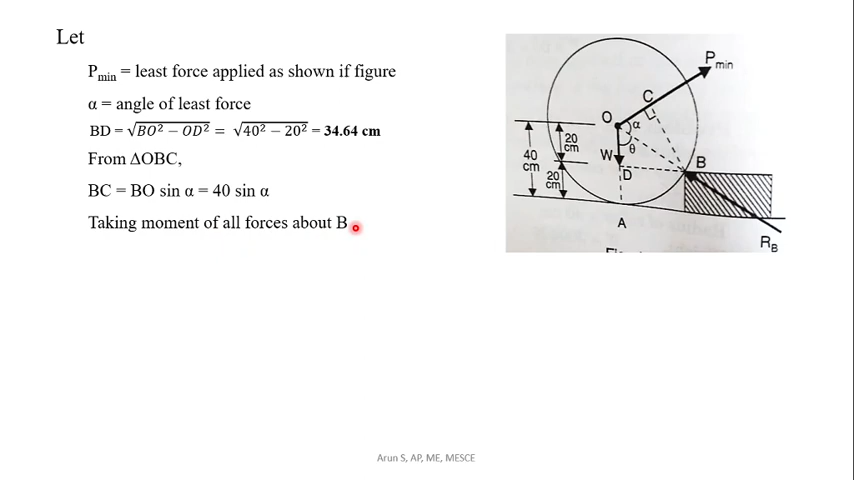 Let
Pmin = least force applied as shown if figure
α = angle of least force
BD = √BO² − OD² = √40² − 20² = 34.64 cm
From ΔOBC,
BC = BO sin α = 40 sin α
Taking moment of all forces about B
Pmin
C
O
α
20 cm
W
θ
B
40 cm
D
20 cm
A
RB
Arun S, AP, ME, MESCE